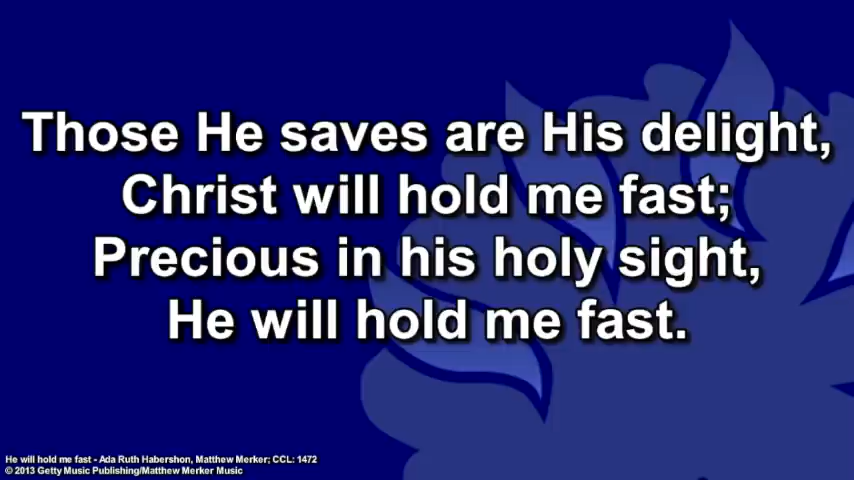 Those He saves are His delight,
Christ will hold me fast;
Precious in his holy sight,
He will hold me fast.
He will hold me fast - Ada Ruth Habershon, Matthew Merker; CCL: 1472
© 2013 Getty Music Publishing/Matthew Merker Music